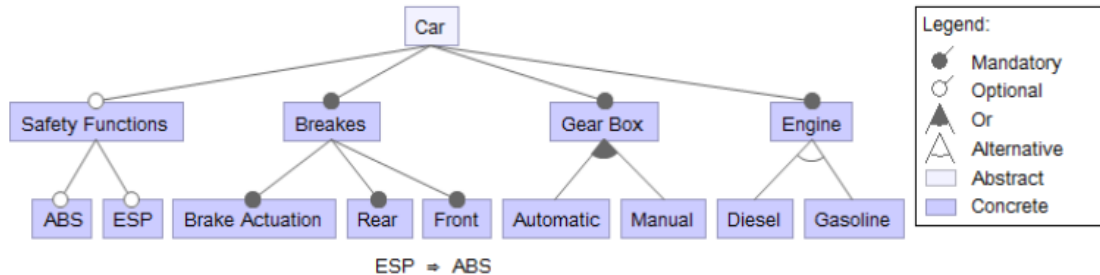 Car
Safety Functions Breakes Gear Box Engine
ABS ESP Brake Actuation Rear Front Automatic Manual Diesel Gasoline
ESP ⇒ ABS
Legend:
Mandatory
Optional
Or
Alternative
Abstract
Concrete